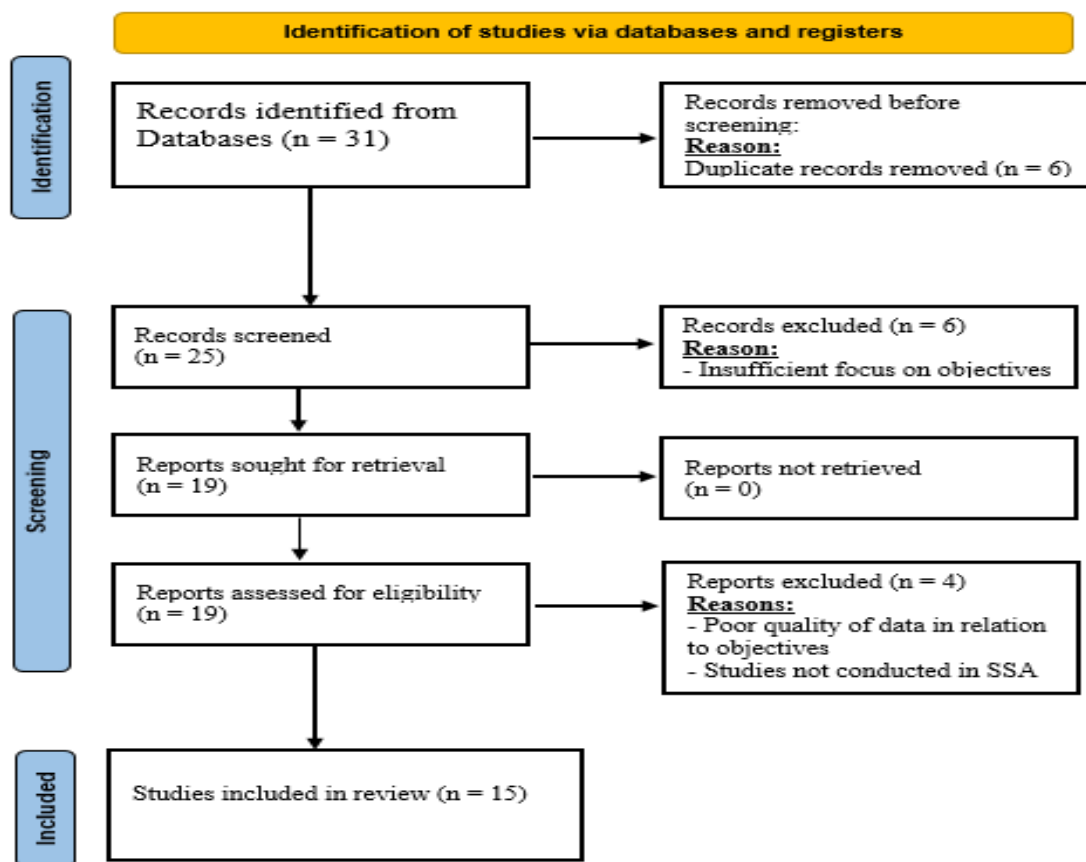 Identification of studies via databases and registers
Identification
Records identified from
Databases (n = 31)
Records removed before
screening:
Reason:
Duplicate records removed (n = 6)
Screening
Records screened
(n = 25)
Records excluded (n = 6)
Reason:
- Insufficient focus on objectives
Reports sought for retrieval
(n = 19)
Reports not retrieved
(n = 0)
Reports assessed for eligibility
(n = 19)
Reports excluded (n = 4)
Reasons:
- Poor quality of data in relation
to objectives
- Studies not conducted in SSA
Included
Studies included in review (n = 15)